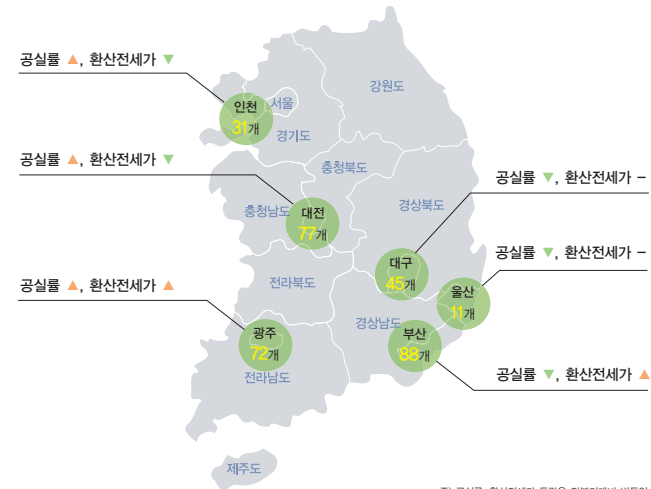 공실률 ▲, 환산전세가 ▼
강원도
인천
서울
31개
경기도
공실률 ▲, 환산전세가 ▼
충청북도
공실률 ▼, 환산전세가 -
충청남도
대전
77개
경상북도
공실률 ▼, 환산전세가 -
대구
45개
울산
11개
공실률 ▲, 환산전세가 ▲
전라북도
경상남도
부산
88개
광주
72개
전라남도
공실률 ▼, 환산전세가 ▲
제주도